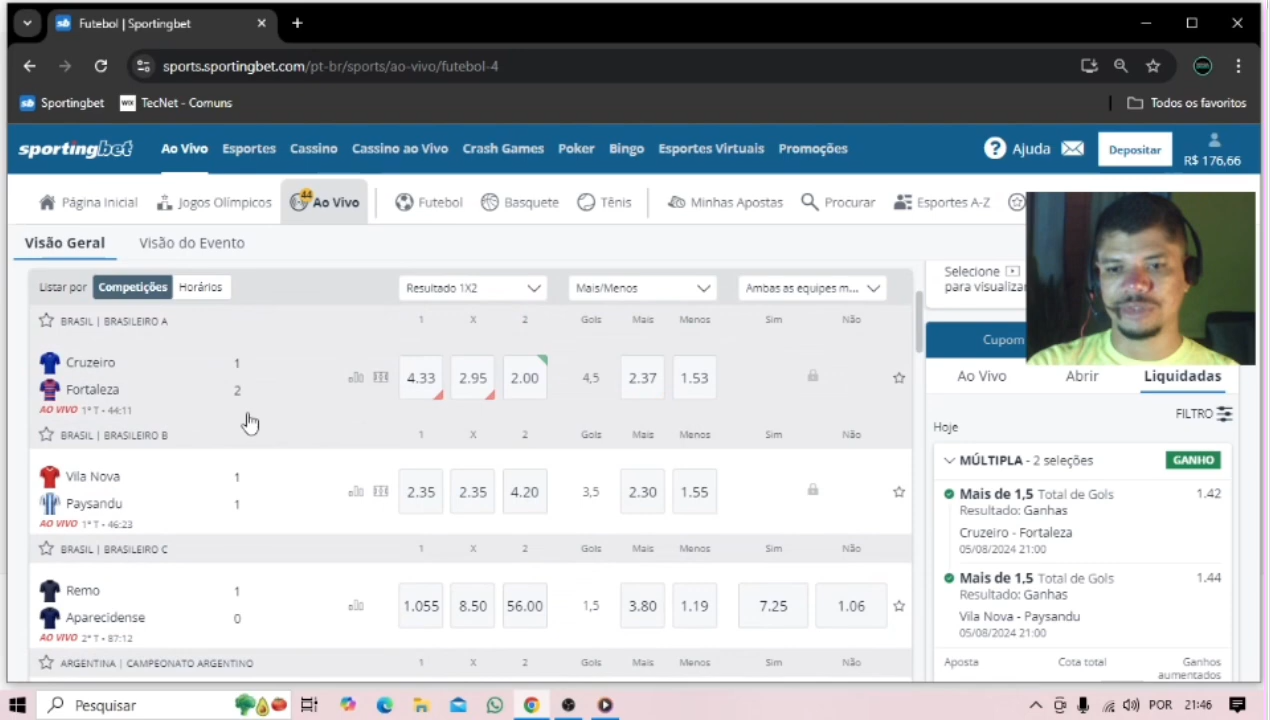 Futebol | Sportingbet
sports.sportingbet.com/pt-br/sports/ao-vivo/futebol-4
Sportingbet TecNet - Comuns Todos os favoritos
sportingbet Ao Vivo Esportes Cassino Cassino ao Vivo Crash Games Poker Bingo Esportes Virtuais Promoções ? Ajuda Depositar R$ 176,66
Página Inicial Jogos Olímpicos 44 Ao Vivo Futebol Basquete Tênis Minhas Apostas Procurar Esportes A-Z
Visão Geral Visão do Evento
Listar por Competições Horários Resultado 1X2 Mais/Menos Ambas as equipes m...
BRASIL | BRASILEIRO A 1 X 2 Gols Mais Menos Sim Não
Cruzeiro 1
Fortaleza 2
4.33 2.95 2.00 4,5 2.37 1.53
AO VIVO 1ª T • 44:11
BRASIL | BRASILEIRO B 1 X 2 Gols Mais Menos Sim Não
Vila Nova 1
Paysandu 1
2.35 2.35 4.20 3,5 2.30 1.55
AO VIVO 1ª T • 46:23
BRASIL | BRASILEIRO C 1 X 2 Gols Mais Menos Sim Não
Remo 1
Aparecidense 0
1.055 8.50 56.00 1,5 3.80 1.19 7.25 1.06
AO VIVO 2ª T • 87:12
ARGENTINA | CAMPEONATO ARGENTINO 1 X 2 Gols Mais Menos Sim Não
Selecione
para visualizar
Cupom
Ao Vivo Abrir Liquidadas
FILTRO
Hoje
MÚLTIPLA - 2 seleções GANHO
Mais de 1,5 Total de Gols 1.42
Resultado: Ganhas
Cruzeiro - Fortaleza
05/08/2024 21:00
Mais de 1,5 Total de Gols 1.44
Resultado: Ganhas
Vila Nova - Paysandu
05/08/2024 21:00
Aposta Cota total Ganhos
aumentados
Pesquisar POR 21:46